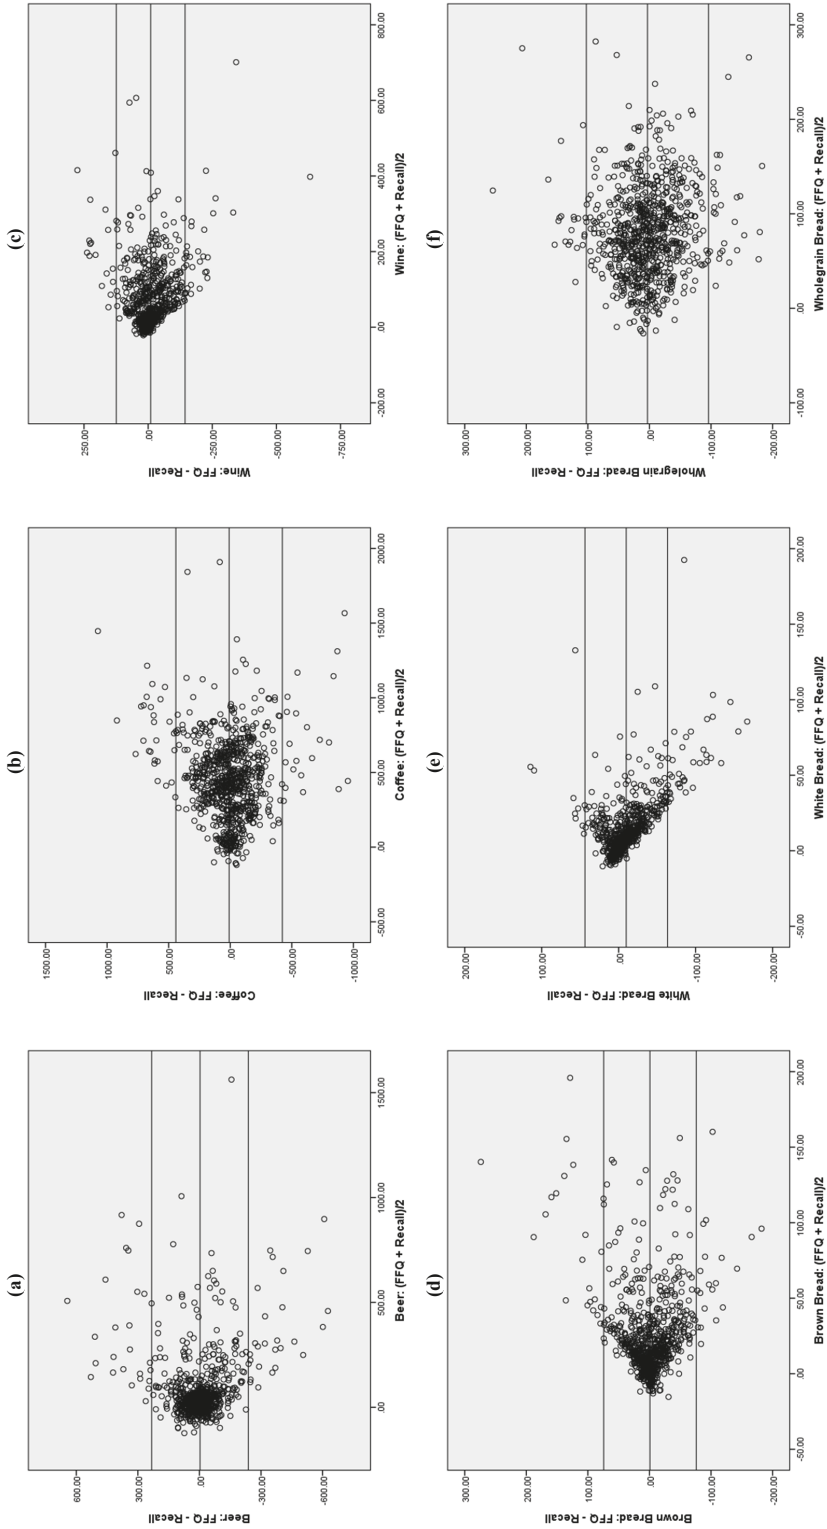 (a)
Beer: FFQ - Recall
600.00
300.00
.00
-300.00
-600.00
.00 500.00 1000.00 1500.00
Beer: (FFQ + Recall)/2
(b)
Coffee: FFQ - Recall
1500.00
1000.00
500.00
.00
-500.00
-1000.00
-500.00 .00 500.00 1000.00 1500.00 2000.00
Coffee: (FFQ + Recall)/2
(c)
Wine: FFQ - Recall
250.00
.00
-250.00
-500.00
-750.00
-200.00 .00 200.00 400.00 600.00 800.00
Wine: (FFQ + Recall)/2
(d)
Brown Bread: FFQ - Recall
300.00
200.00
100.00
.00
-100.00
-200.00
-50.00 .00 50.00 100.00 150.00 200.00
Brown Bread: (FFQ + Recall)/2
(e)
White Bread: FFQ - Recall
200.00
100.00
.00
-100.00
-200.00
-50.00 .00 50.00 100.00 150.00 200.00
White Bread: (FFQ + Recall)/2
(f)
Wholegrain Bread: FFQ - Recall
300.00
200.00
100.00
.00
-100.00
-200.00
-100.00 .00 100.00 200.00 300.00
Wholegrain Bread: (FFQ + Recall)/2